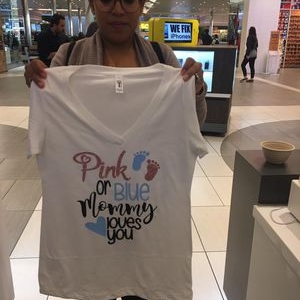 WE FIX
iPhones
Pink
or Blue
Mommy
loves
you